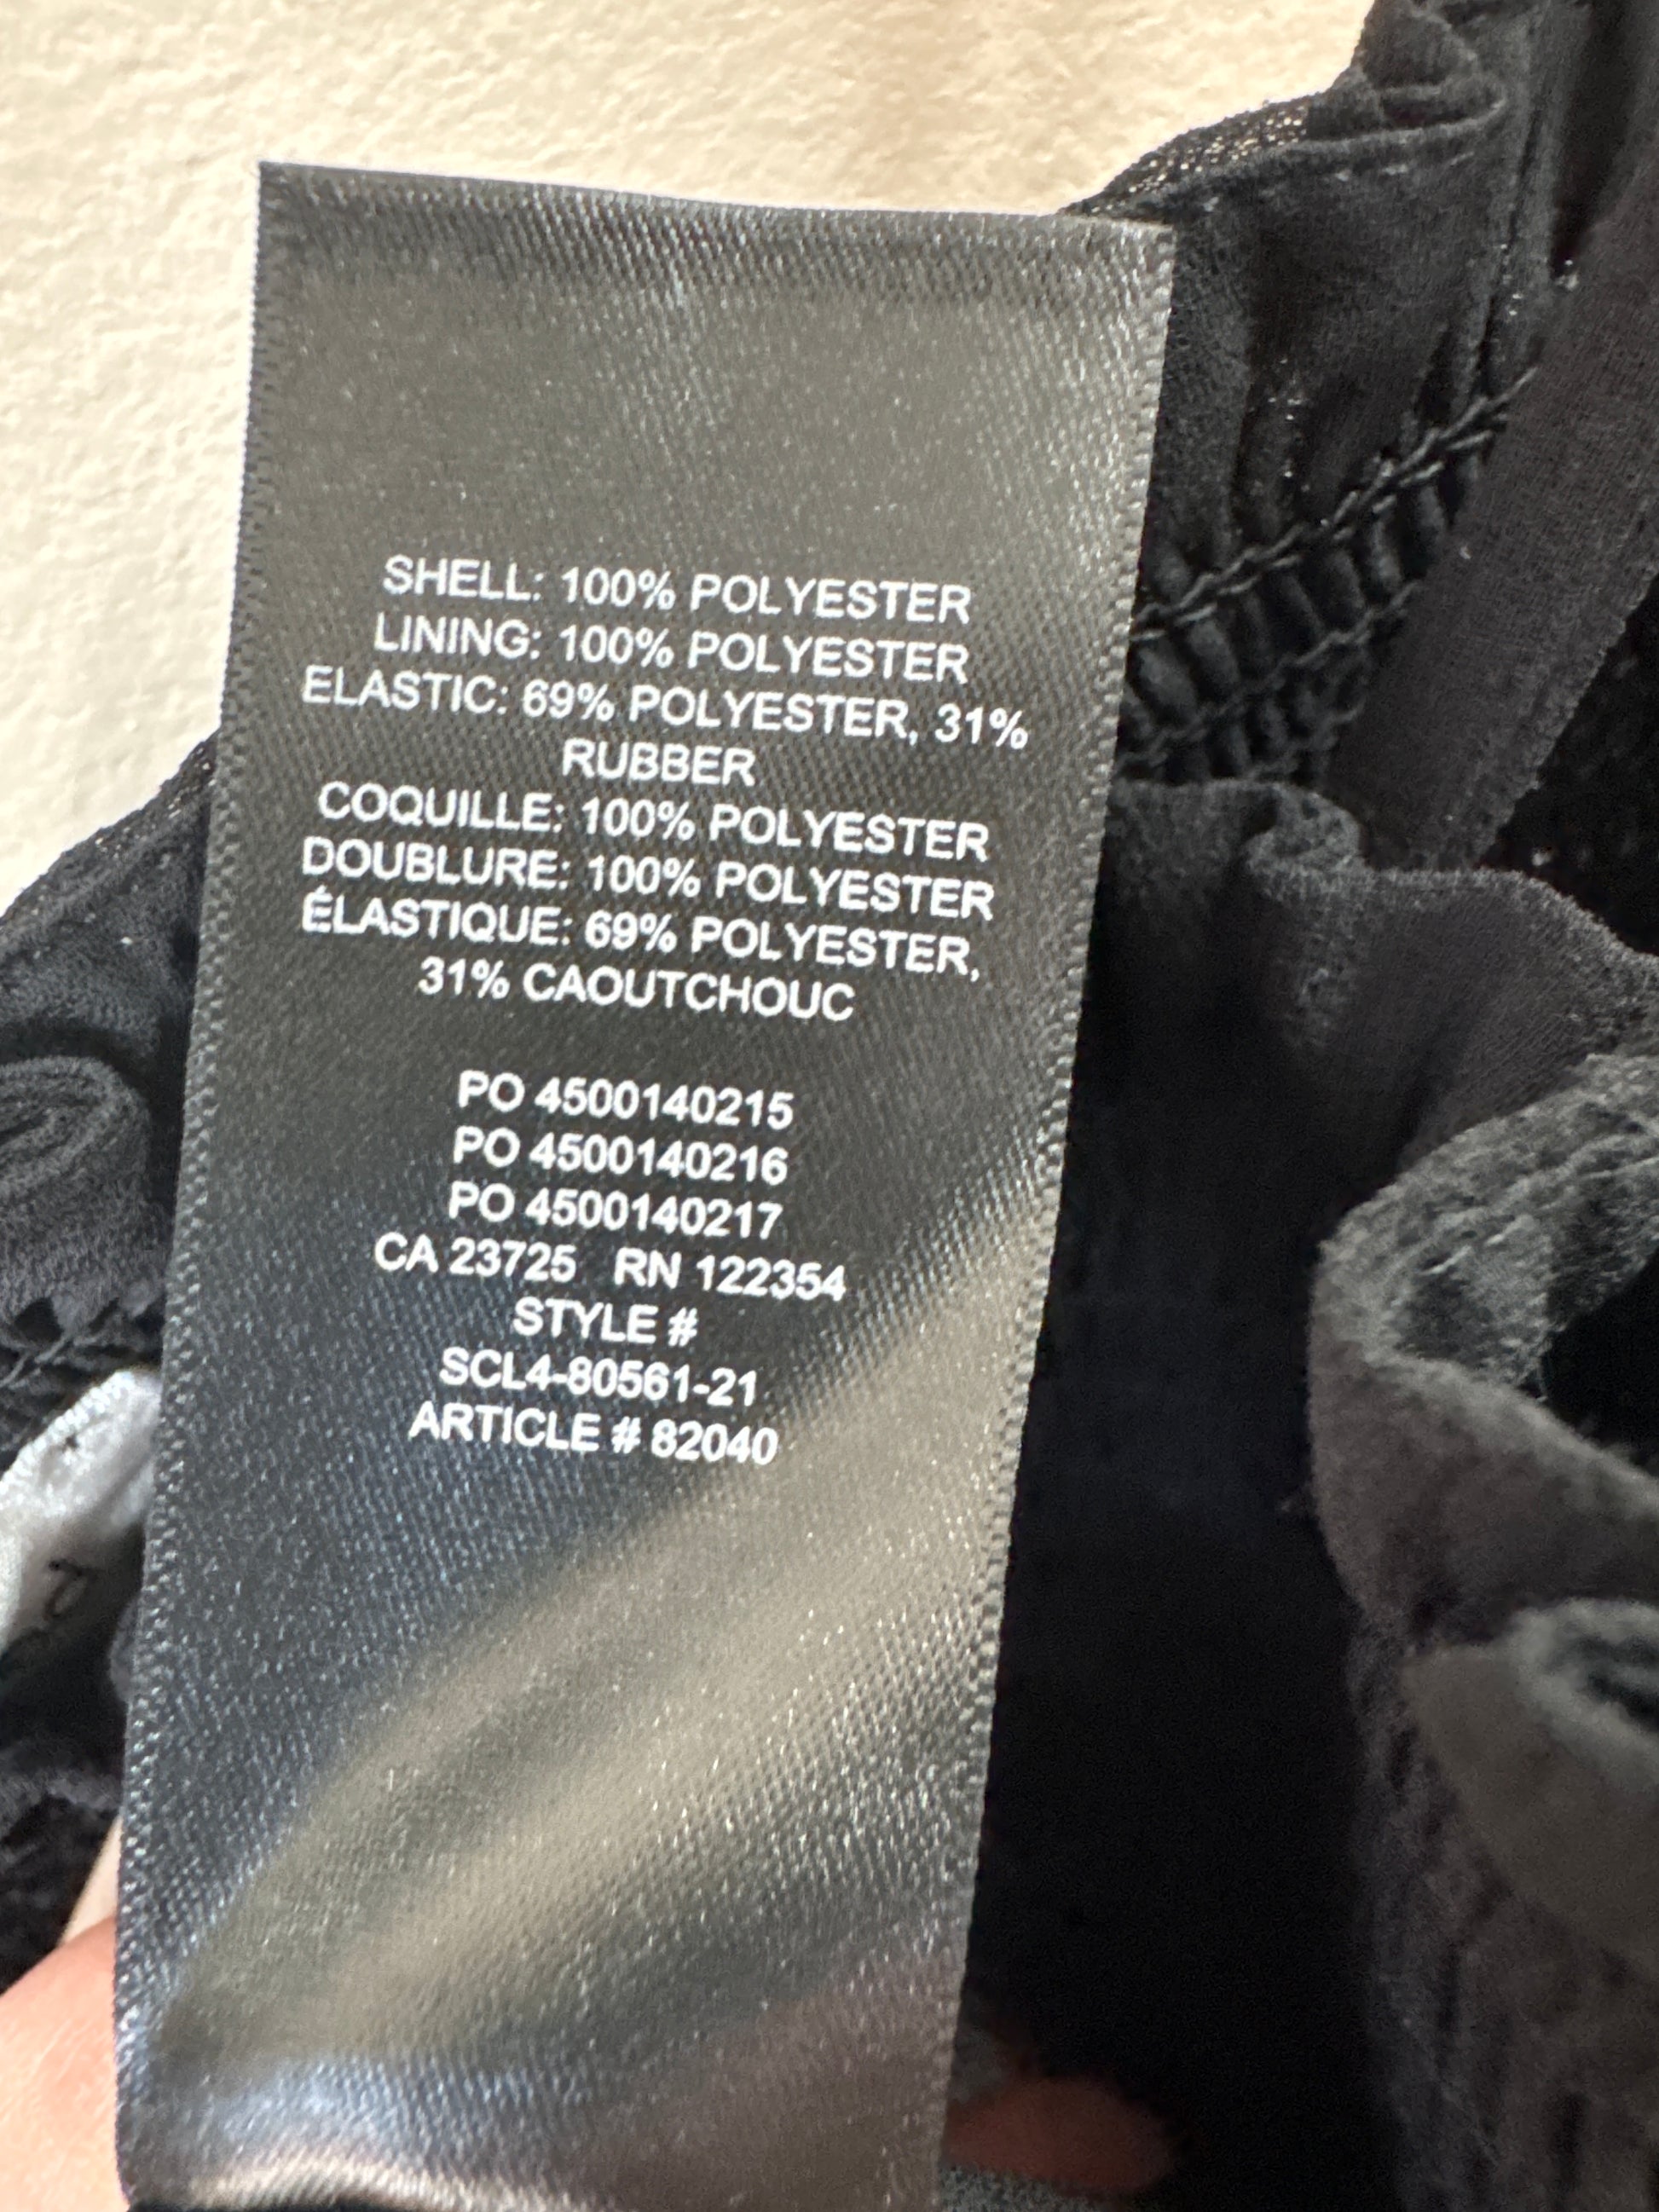 SHELL: 100% POLYESTER
LINING: 100% POLYESTER
ELASTIC: 69% POLYESTER, 31%
RUBBER
COQUILLE: 100% POLYESTER
DOUBLURE: 100% POLYESTER
ÉLASTIQUE: 69% POLYESTER,
31% CAOUTCHOUC
PO 4500140215
PO 4500140216
PO 4500140217
CA 23725 RN 122354
STYLE #
SCL4-80561-21
ARTICLE # 82040